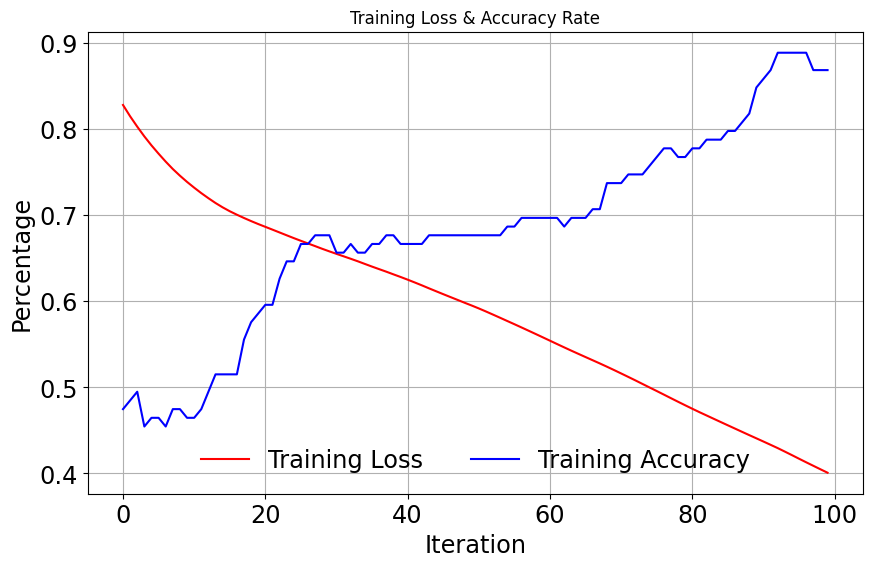 Training Loss & Accuracy Rate
Percentage
0.9
0.8
0.7
0.6
0.5
0.4
Training Loss
Training Accuracy
0 20 40 60 80 100
Iteration